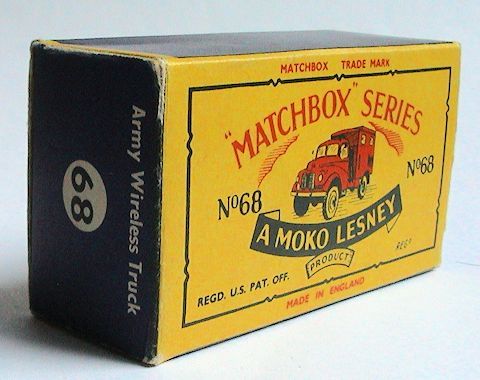 Army Wireless Truck
68
MATCHBOX TRADE MARK
"MATCHBOX" SERIES
No68
No68
A MOKO LESNEY
PRODUCT
REGD
REGD. U.S. PAT. OFF.
MADE IN ENGLAND